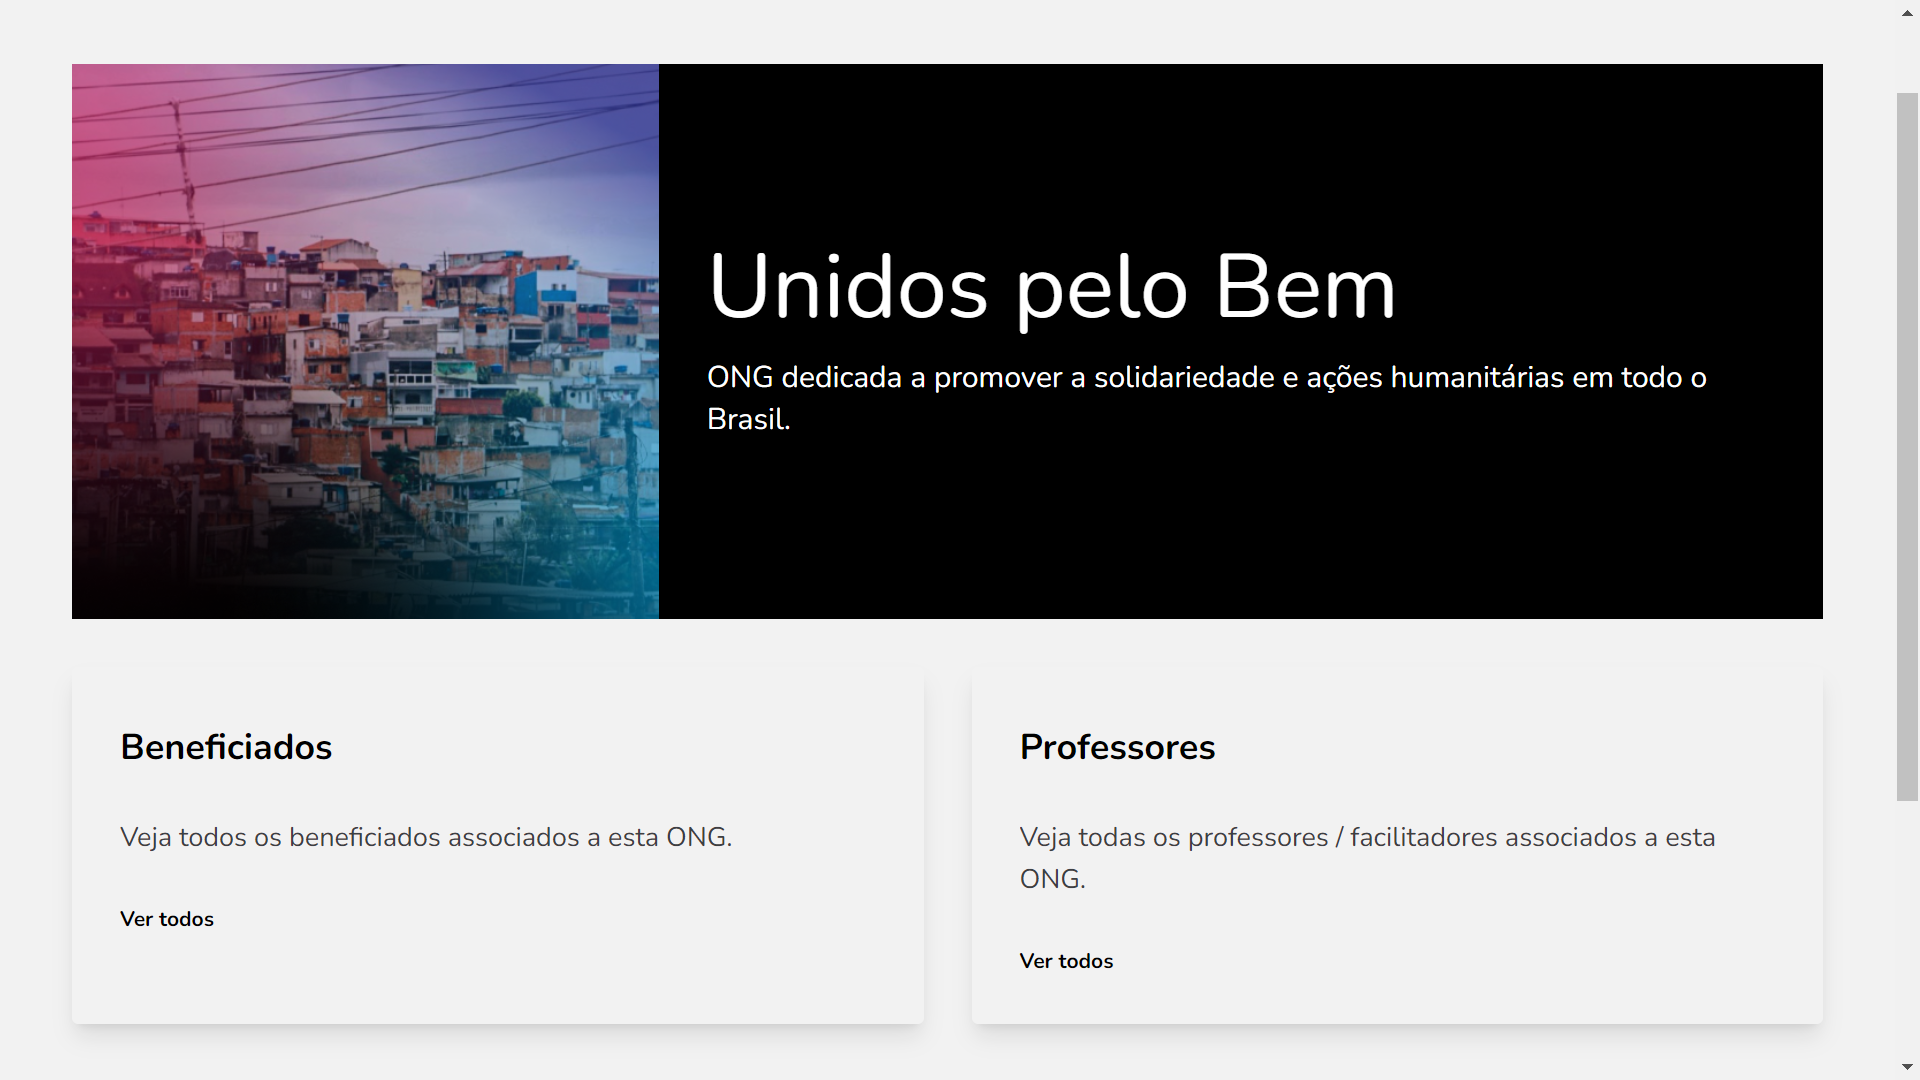 Unidos pelo Bem
ONG dedicada a promover a solidariedade e ações humanitárias em todo o
Brasil.
Beneficiados
Veja todos os beneficiados associados a esta ONG.
Ver todos
Professores
Veja todas os professores / facilitadores associados a esta
ONG.
Ver todos